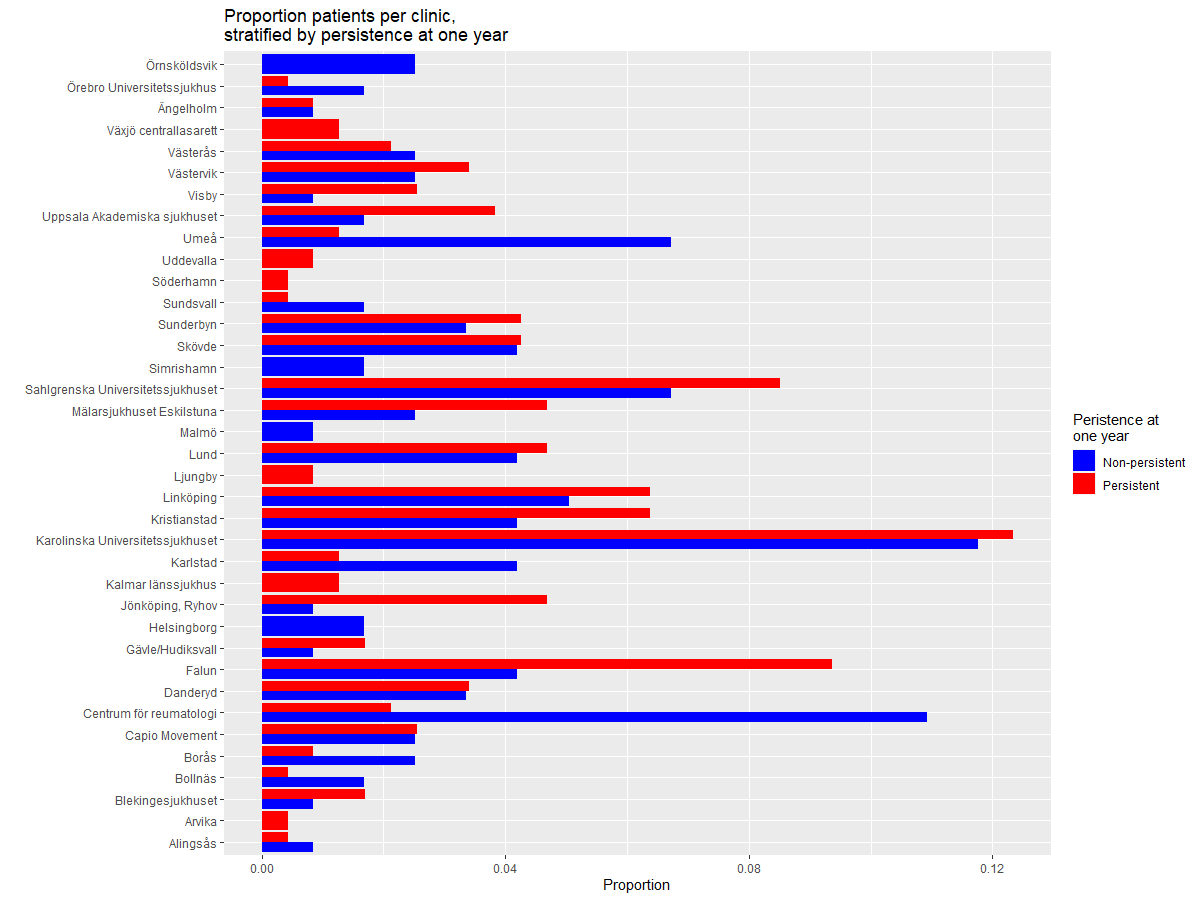 Proportion patients per clinic,
stratified by persistence at one year
Örnsköldsvik
Örebro Universitetssjukhus
Ängelholm
Växjö centrallasarett
Västerås
Västervik
Visby
Uppsala Akademiska sjukhuset
Umeå
Uddevalla
Söderhamn
Sundsvall
Sunderbyn
Skövde
Simrishamn
Sahlgrenska Universitetssjukhuset
Mälarsjukhuset Eskilstuna
Malmö
Lund
Ljungby
Linköping
Kristianstad
Karolinska Universitetssjukhuset
Karlstad
Kalmar länssjukhus
Jönköping, Ryhov
Helsingborg
Gävle/Hudiksvall
Falun
Danderyd
Centrum för reumatologi
Capio Movement
Borås
Bollnäs
Blekingesjukhuset
Arvika
Alingsås
0.00 0.04 0.08 0.12
Proportion
Peristence at
one year
Non-persistent
Persistent